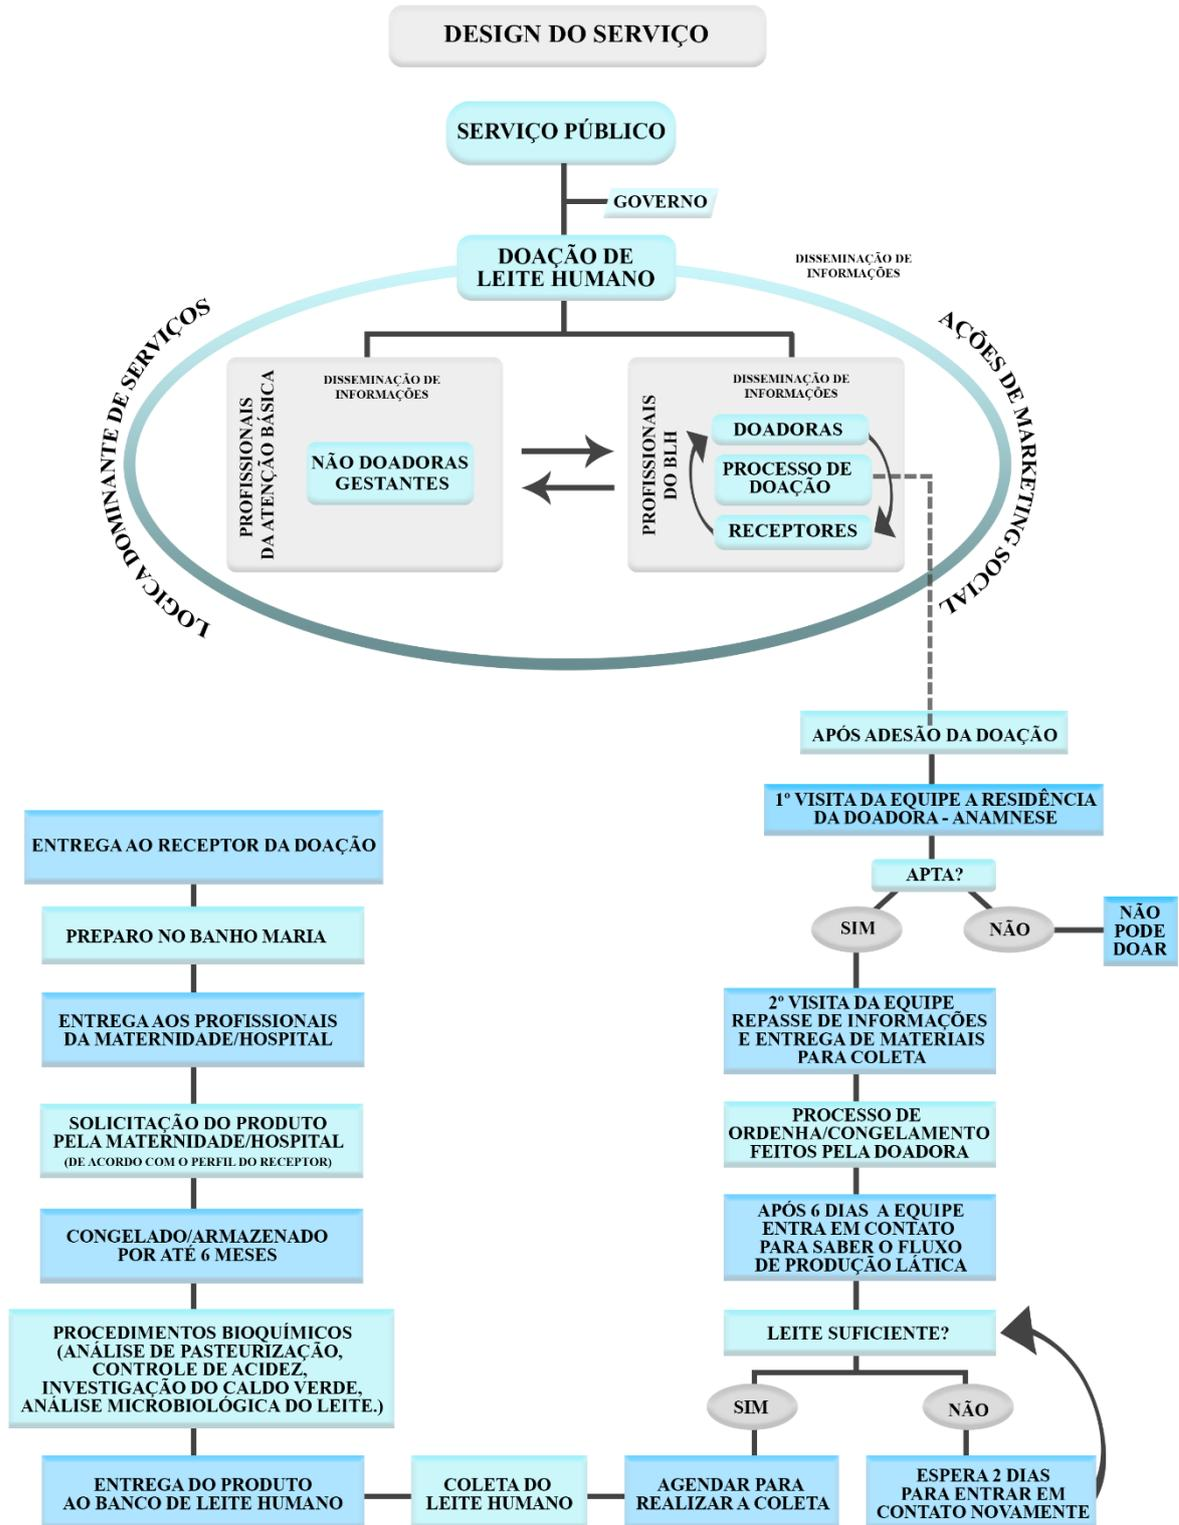 DESIGN DO SERVIÇO
SERVIÇO PÚBLICO
GOVERNO
DOAÇÃO DE
LEITE HUMANO
DISSEMINAÇÃO DE
INFORMAÇÕES
LOGICA DOMINANTE DE SERVIÇOS
AÇÕES DE MARKETING SOCIAL
PROFISSIONAIS
DA ATENÇÃO BÁSICA
DISSEMINAÇÃO DE
INFORMAÇÕES
NÃO DOADORAS
GESTANTES
PROFISSIONAIS
DO BLH
DISSEMINAÇÃO DE
INFORMAÇÕES
DOADORAS
PROCESSO DE
DOAÇÃO
RECEPTORES
APÓS ADESÃO DA DOAÇÃO
1º VISITA DA EQUIPE A RESIDÊNCIA
DA DOADORA - ANAMNESE
APTA?
SIM
NÃO
NÃO
PODE
DOAR
2º VISITA DA EQUIPE
REPASSE DE INFORMAÇÕES
E ENTREGA DE MATERIAIS
PARA COLETA
PROCESSO DE
ORDENHA/CONGELAMENTO
FEITOS PELA DOADORA
APÓS 6 DIAS A EQUIPE
ENTRA EM CONTATO
PARA SABER O FLUXO
DE PRODUÇÃO LÁTICA
LEITE SUFICIENTE?
SIM
NÃO
ESPERA 2 DIAS
PARA ENTRAR EM
CONTATO NOVAMENTE
AGENDAR PARA
REALIZAR A COLETA
COLETA DO
LEITE HUMANO
ENTREGA DO PRODUTO
AO BANCO DE LEITE HUMANO
PROCEDIMENTOS BIOQUÍMICOS
(ANÁLISE DE PASTEURIZAÇÃO,
CONTROLE DE ACIDEZ,
INVESTIGAÇÃO DO CALDO VERDE,
ANÁLISE MICROBIOLÓGICA DO LEITE.)
CONGELADO/ARMAZENADO
POR ATÉ 6 MESES
SOLICITAÇÃO DO PRODUTO
PELA MATERNIDADE/HOSPITAL
(DE ACORDO COM O PERFIL DO RECEPTOR)
ENTREGA AOS PROFISSIONAIS
DA MATERNIDADE/HOSPITAL
PREPARO NO BANHO MARIA
ENTREGA AO RECEPTOR DA DOAÇÃO